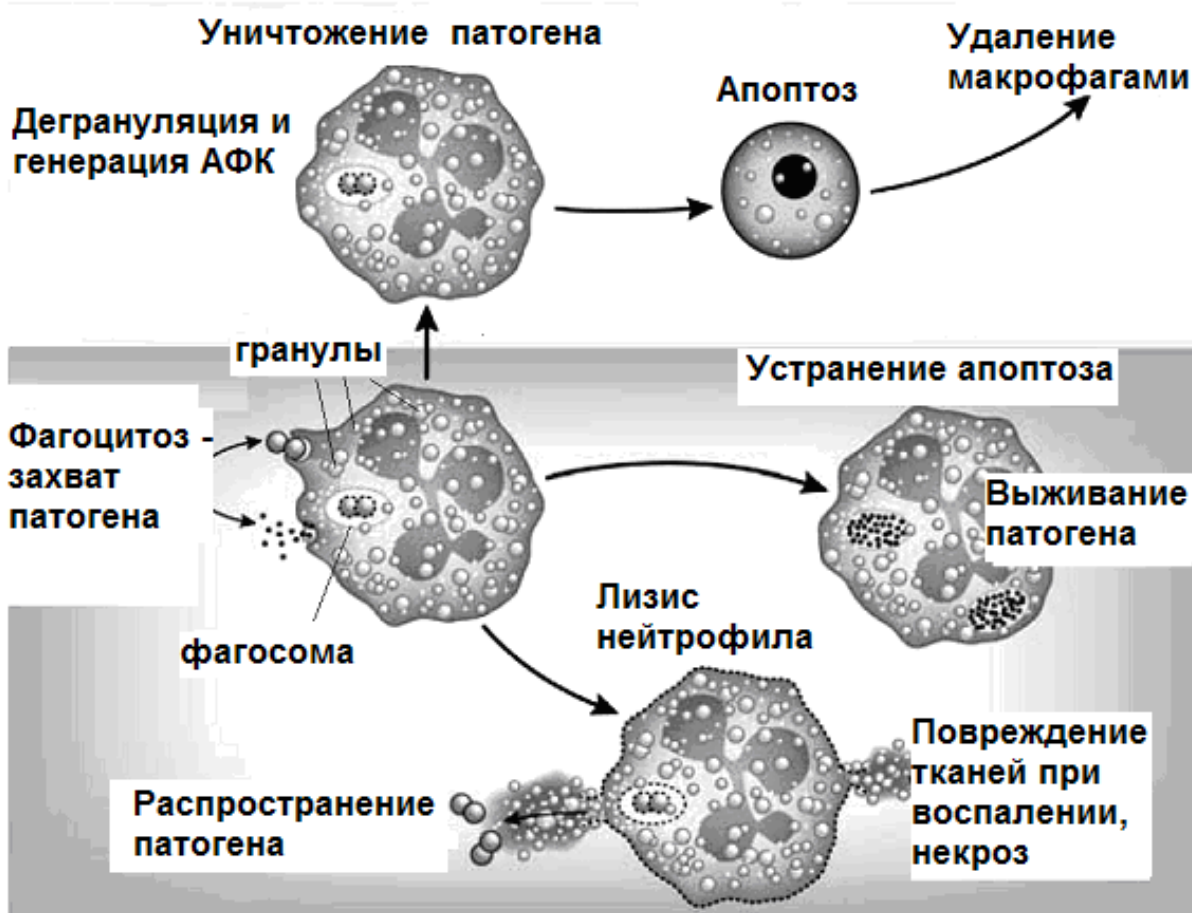 Уничтожение патогена
Удаление
макрофагами
Апоптоз
Дегрануляция и
генерация АФК
гранулы
Устранение апоптоза
Фагоцитоз -
захват
патогена
Выживание
патогена
Лизис
нейтрофила
фагосома
Повреждение
тканей при
воспалении,
некроз
Распространение
патогена